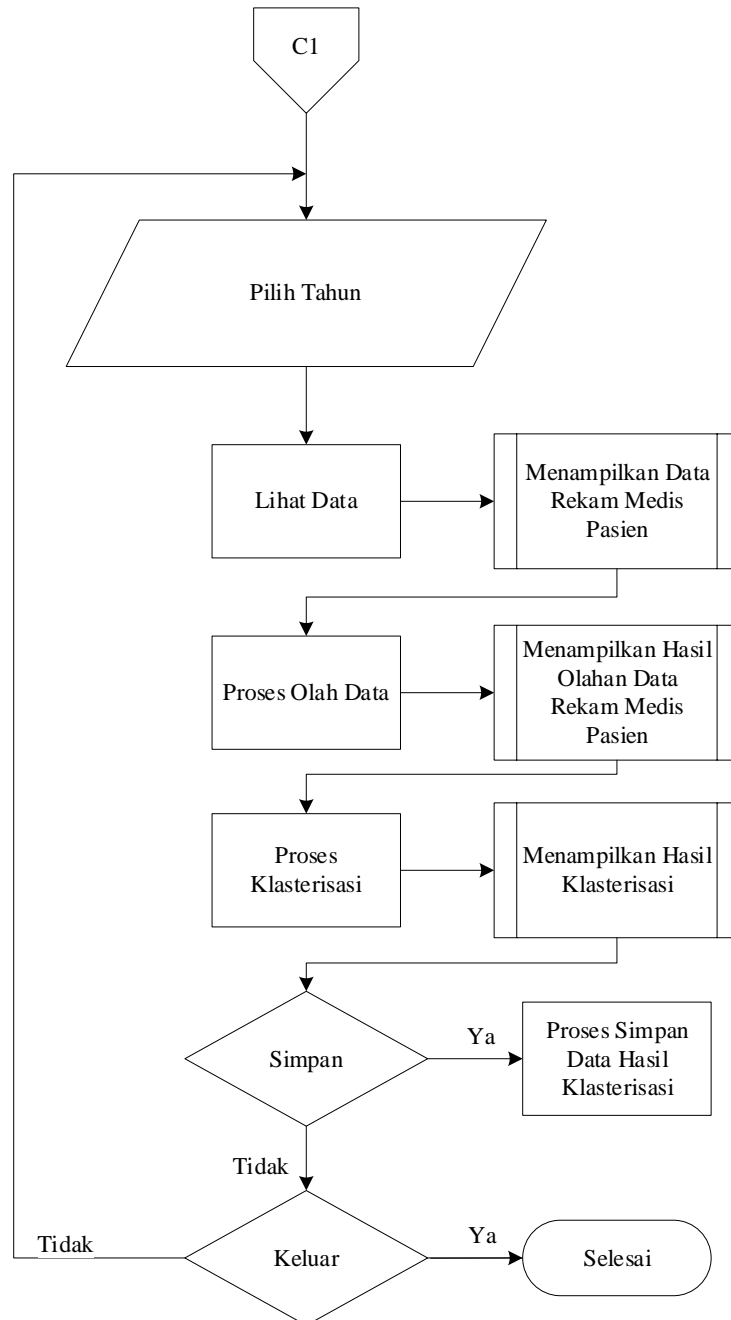 C1
Pilih Tahun
Lihat Data
Menampilkan Data
Rekam Medis
Pasien
Proses Olah Data
Menampilkan Hasil
Olahan Data
Rekam Medis
Pasien
Proses
Klasterisasi
Menampilkan Hasil
Klasterisasi
Simpan
Ya
Proses Simpan
Data Hasil
Klasterisasi
Tidak
Tidak
Keluar
Ya
Selesai